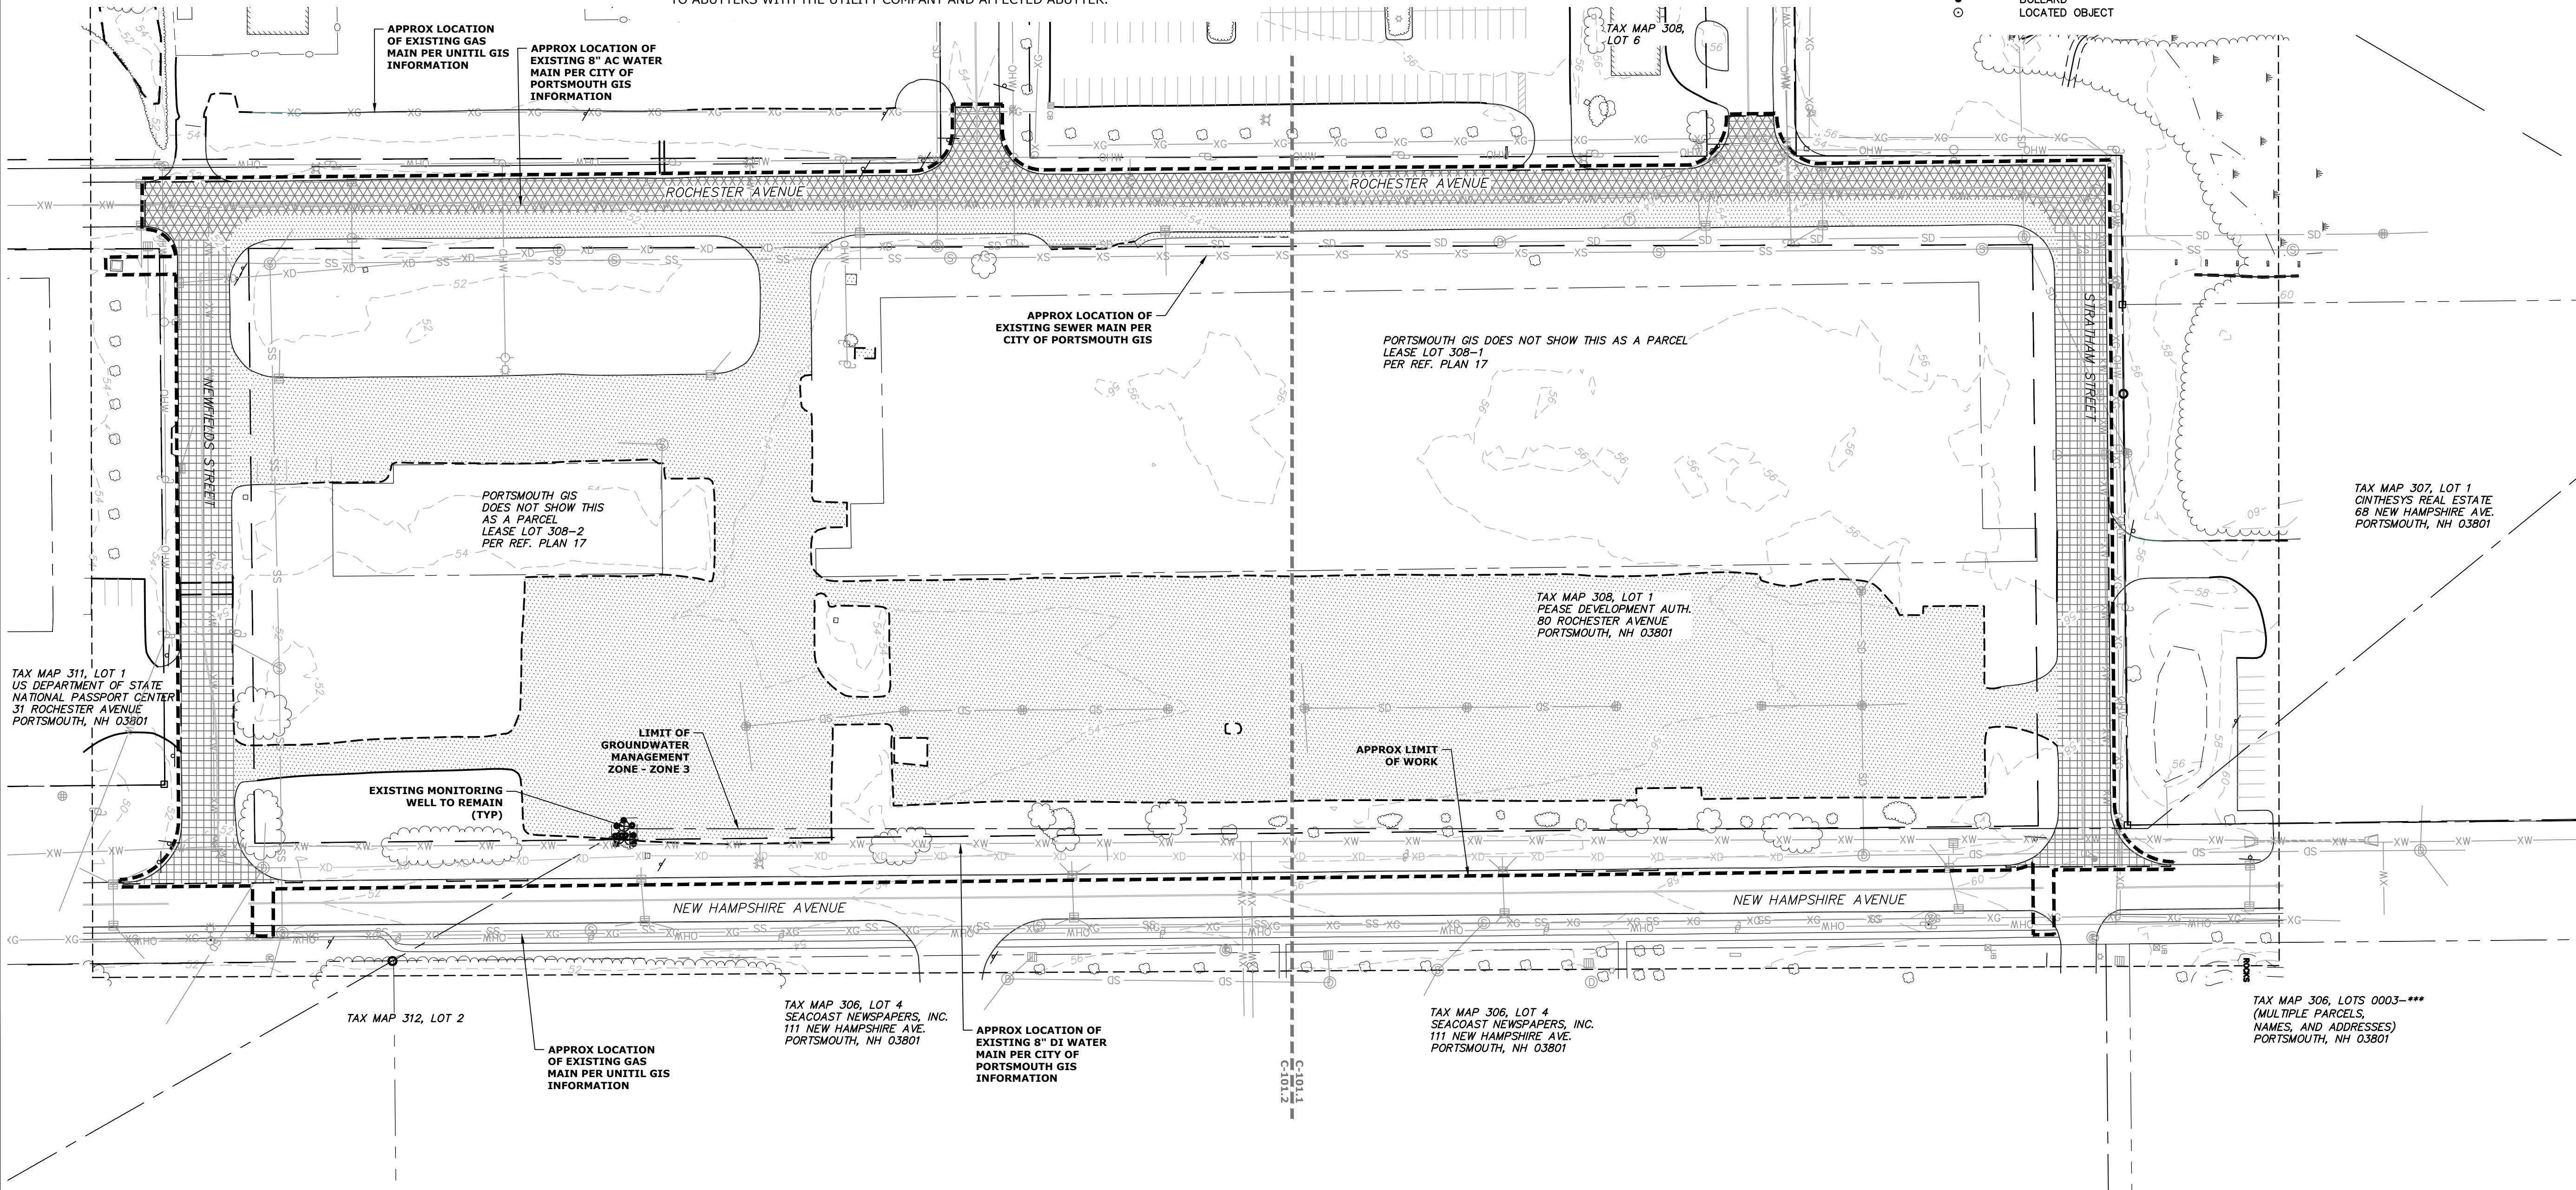 TO ABUTTERS WITH THE UTILITY COMPANY AND AFFECTED ABUTTER.
BOLLARD
LOCATED OBJECT
APPROX LOCATION
OF EXISTING GAS
MAIN PER UNITIL GIS
INFORMATION
APPROX LOCATION OF
EXISTING 8" AC WATER
MAIN PER CITY OF
PORTSMOUTH GIS
INFORMATION
TAX MAP 308,
LOT 6
ROCHESTER AVENUE
ROCHESTER AVENUE
APPROX LOCATION OF
EXISTING SEWER MAIN PER
CITY OF PORTSMOUTH GIS
PORTSMOUTH GIS DOES NOT SHOW THIS AS A PARCEL
LEASE LOT 308-1
PER REF. PLAN 17
NEWFIELDS STREET
STRATHAM STREET
PORTSMOUTH GIS
DOES NOT SHOW THIS
AS A PARCEL
LEASE LOT 308-2
PER REF. PLAN 17
TAX MAP 307, LOT 1
CINTHESYS REAL ESTATE
68 NEW HAMPSHIRE AVE.
PORTSMOUTH, NH 03801
TAX MAP 308, LOT 1
PEASE DEVELOPMENT AUTH.
80 ROCHESTER AVENUE
PORTSMOUTH, NH 03801
TAX MAP 311, LOT 1
US DEPARTMENT OF STATE
NATIONAL PASSPORT CENTER
31 ROCHESTER AVENUE
PORTSMOUTH, NH 03801
LIMIT OF
GROUNDWATER
MANAGEMENT
ZONE - ZONE 3
APPROX LIMIT
OF WORK
EXISTING MONITORING
WELL TO REMAIN
(TYP)
NEW HAMPSHIRE AVENUE
NEW HAMPSHIRE AVENUE
ROCKS
TAX MAP 312, LOT 2
TAX MAP 306, LOT 4
SEACOAST NEWSPAPERS, INC.
111 NEW HAMPSHIRE AVE.
PORTSMOUTH, NH 03801
TAX MAP 306, LOT 4
SEACOAST NEWSPAPERS, INC.
111 NEW HAMPSHIRE AVE.
PORTSMOUTH, NH 03801
TAX MAP 306, LOTS 0003-***
(MULTIPLE PARCELS,
NAMES, AND ADDRESSES)
PORTSMOUTH, NH 03801
APPROX LOCATION
OF EXISTING GAS
MAIN PER UNITIL GIS
INFORMATION
APPROX LOCATION OF
EXISTING 8" DI WATER
MAIN PER CITY OF
PORTSMOUTH GIS
INFORMATION
C-101.1
C-101.2